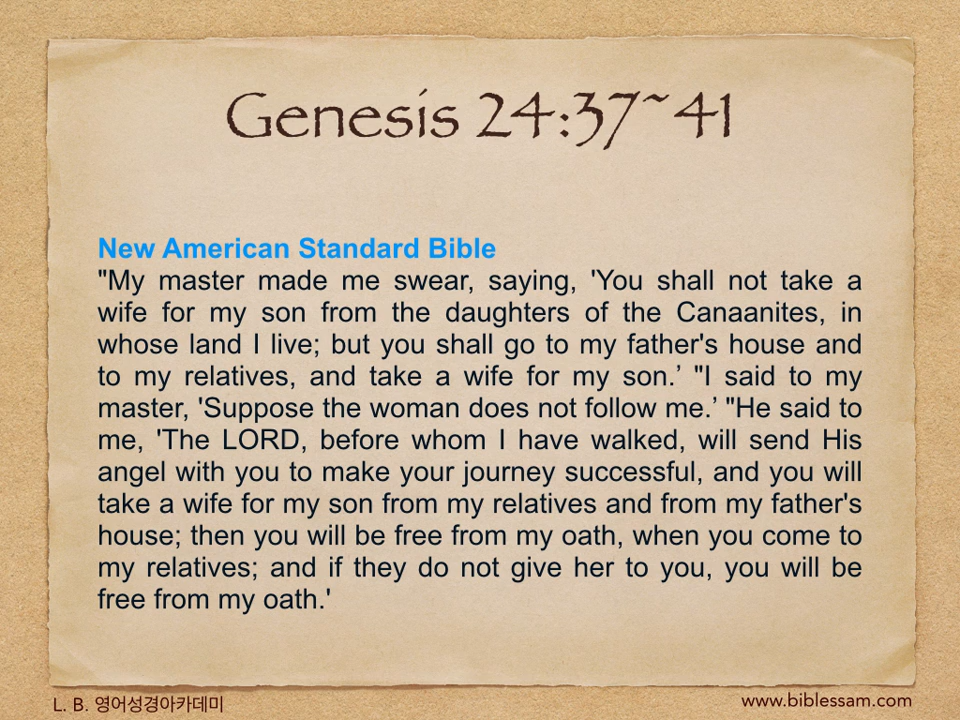 Genesis 24:37~41
New American Standard Bible
"My master made me swear, saying, 'You shall not take a
wife for my son from the daughters of the Canaanites, in
whose land I live; but you shall go to my father's house and
to my relatives, and take a wife for my son.’ "I said to my
master, 'Suppose the woman does not follow me.’ "He said to
me, 'The LORD, before whom I have walked, will send His
angel with you to make your journey successful, and you will
take a wife for my son from my relatives and from my father's
house; then you will be free from my oath, when you come to
my relatives; and if they do not give her to you, you will be
free from my oath.'
L. B. 영어성경아카데미
www.biblessam.com